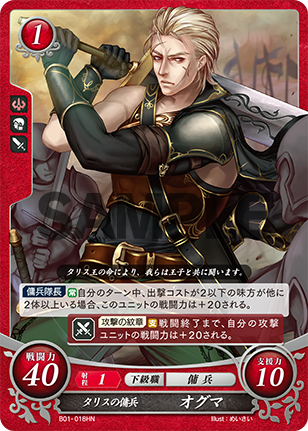 1
SAMPLE
タリス王の命により、我らは王子と共に闘います。
傭兵隊長 常 自分のターン中、出撃コストが2以下の味方が他に
2体以上いる場合、このユニットの戦闘力は+20される。
攻撃の紋章 支 戦闘終了まで、自分の攻撃
ユニットの戦闘力は+20される。
戦闘力
40
射程 1 下級職 傭兵
支援力
10
タリスの傭兵 オグマ
B01-018HN
Illust:めいさい